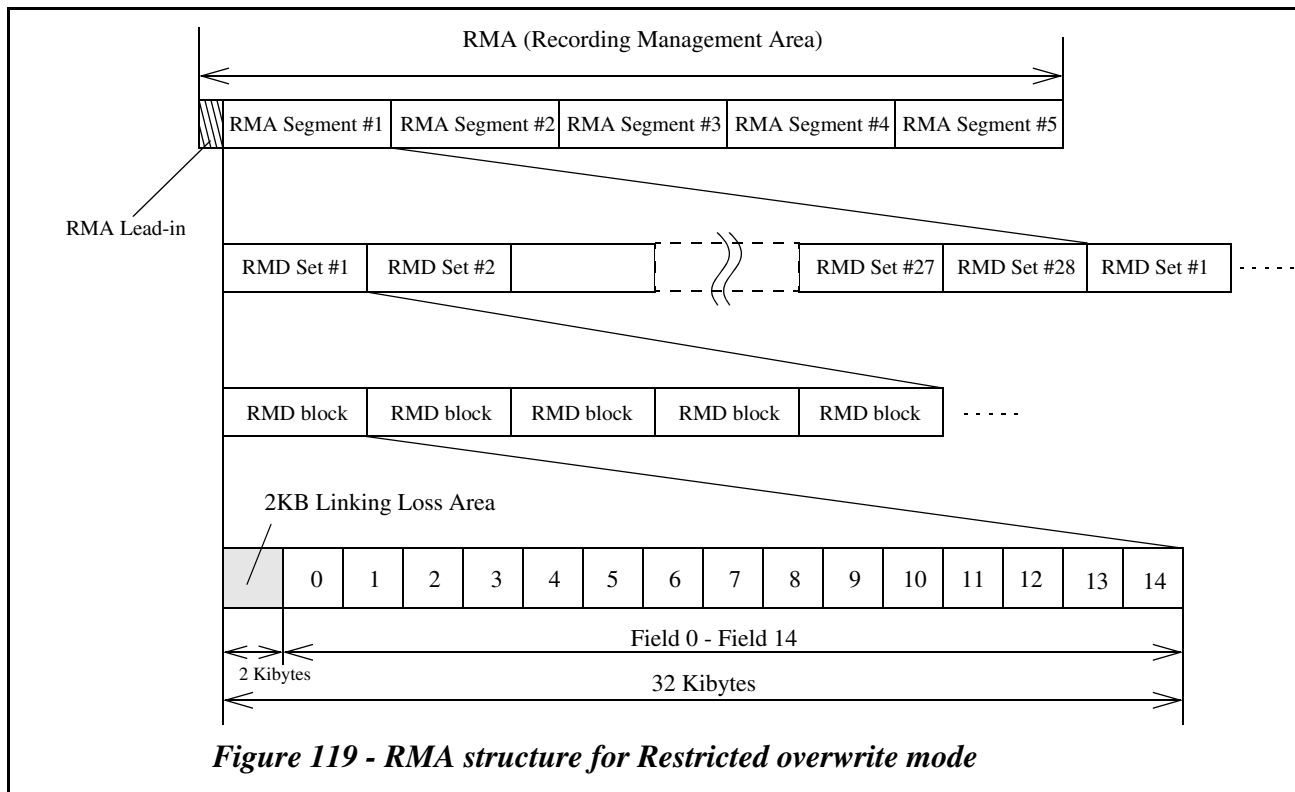 RMA (Recording Management Area)
RMA Segment #1 RMA Segment #2 RMA Segment #3 RMA Segment #4 RMA Segment #5
RMA Lead-in
RMD Set #1 RMD Set #2 RMD Set #27 RMD Set #28 RMD Set #1
RMD block RMD block RMD block RMD block RMD block
2KB Linking Loss Area
0 1 2 3 4 5 6 7 8 9 10 11 12 13 14
Field 0 - Field 14
2 Kibytes
32 Kibytes
Figure 119 - RMA structure for Restricted overwrite mode